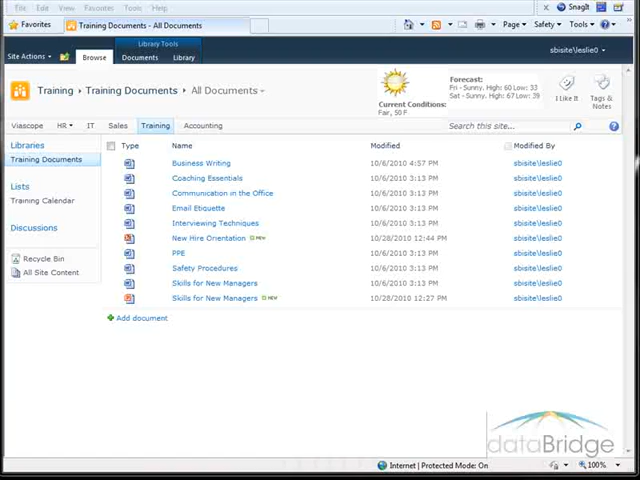 File Edit View Favorites Tools Help
SnagIt
Favorites Training Documents - All Documents
Page Safety Tools
Library Tools
Site Actions Browse Documents Library sbisite\leslie0
Training Training Documents All Documents
Forecast:
Fri - Sunny. High: 60 Low: 33
Sat - Sunny. High: 67 Low: 39
Current Conditions:
Fair, 50 F
I Like It
Tags & Notes
Viascope HR IT Sales Training Accounting Search this site...
Libraries
Training Documents
Lists
Training Calendar
Discussions
Recycle Bin
All Site Content
Type Name Modified Modified By
Business Writing 10/6/2010 4:57 PM sbisite\leslie0
Coaching Essentials 10/6/2010 3:13 PM sbisite\leslie0
Communication in the Office 10/6/2010 3:13 PM sbisite\leslie0
Email Etiquette 10/6/2010 3:13 PM sbisite\leslie0
Interviewing Techniques 10/6/2010 3:13 PM sbisite\leslie0
New Hire Orientation NEW 10/28/2010 12:44 PM sbisite\leslie0
PPE 10/6/2010 3:13 PM sbisite\leslie0
Safety Procedures 10/6/2010 3:13 PM sbisite\leslie0
Skills for New Managers 10/6/2010 3:13 PM sbisite\leslie0
Skills for New Managers NEW 10/28/2010 12:27 PM sbisite\leslie0
Add document
dataBridge
Internet | Protected Mode: On 100%